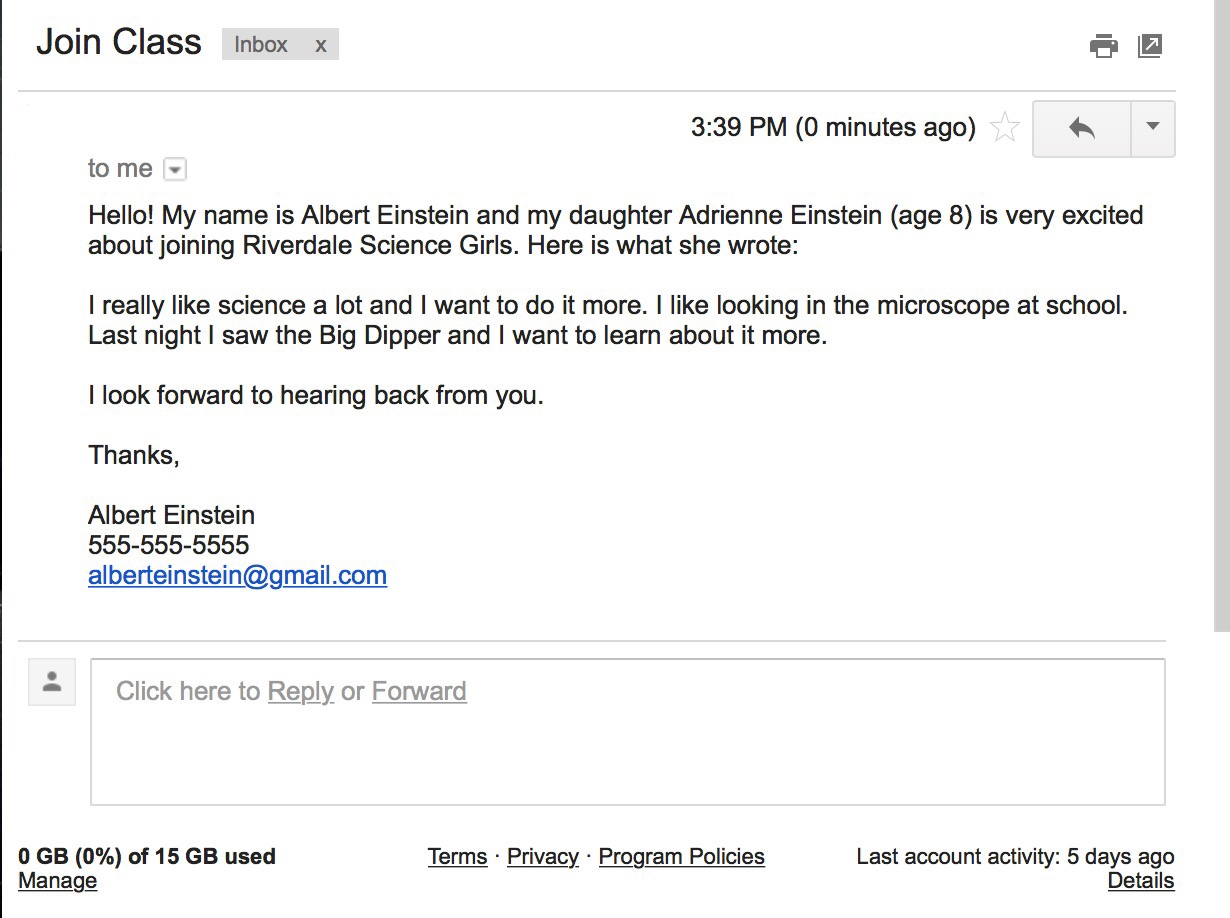 Join Class Inbox x
3:39 PM (0 minutes ago)
to me
Hello! My name is Albert Einstein and my daughter Adrienne Einstein (age 8) is very excited
about joining Riverdale Science Girls. Here is what she wrote:
I really like science a lot and I want to do it more. I like looking in the microscope at school.
Last night I saw the Big Dipper and I want to learn about it more.
I look forward to hearing back from you.
Thanks,
Albert Einstein
555-555-5555
alberteinstein@gmail.com
Click here to Reply or Forward
0 GB (0%) of 15 GB used
Manage
Terms · Privacy · Program Policies
Last account activity: 5 days ago
Details